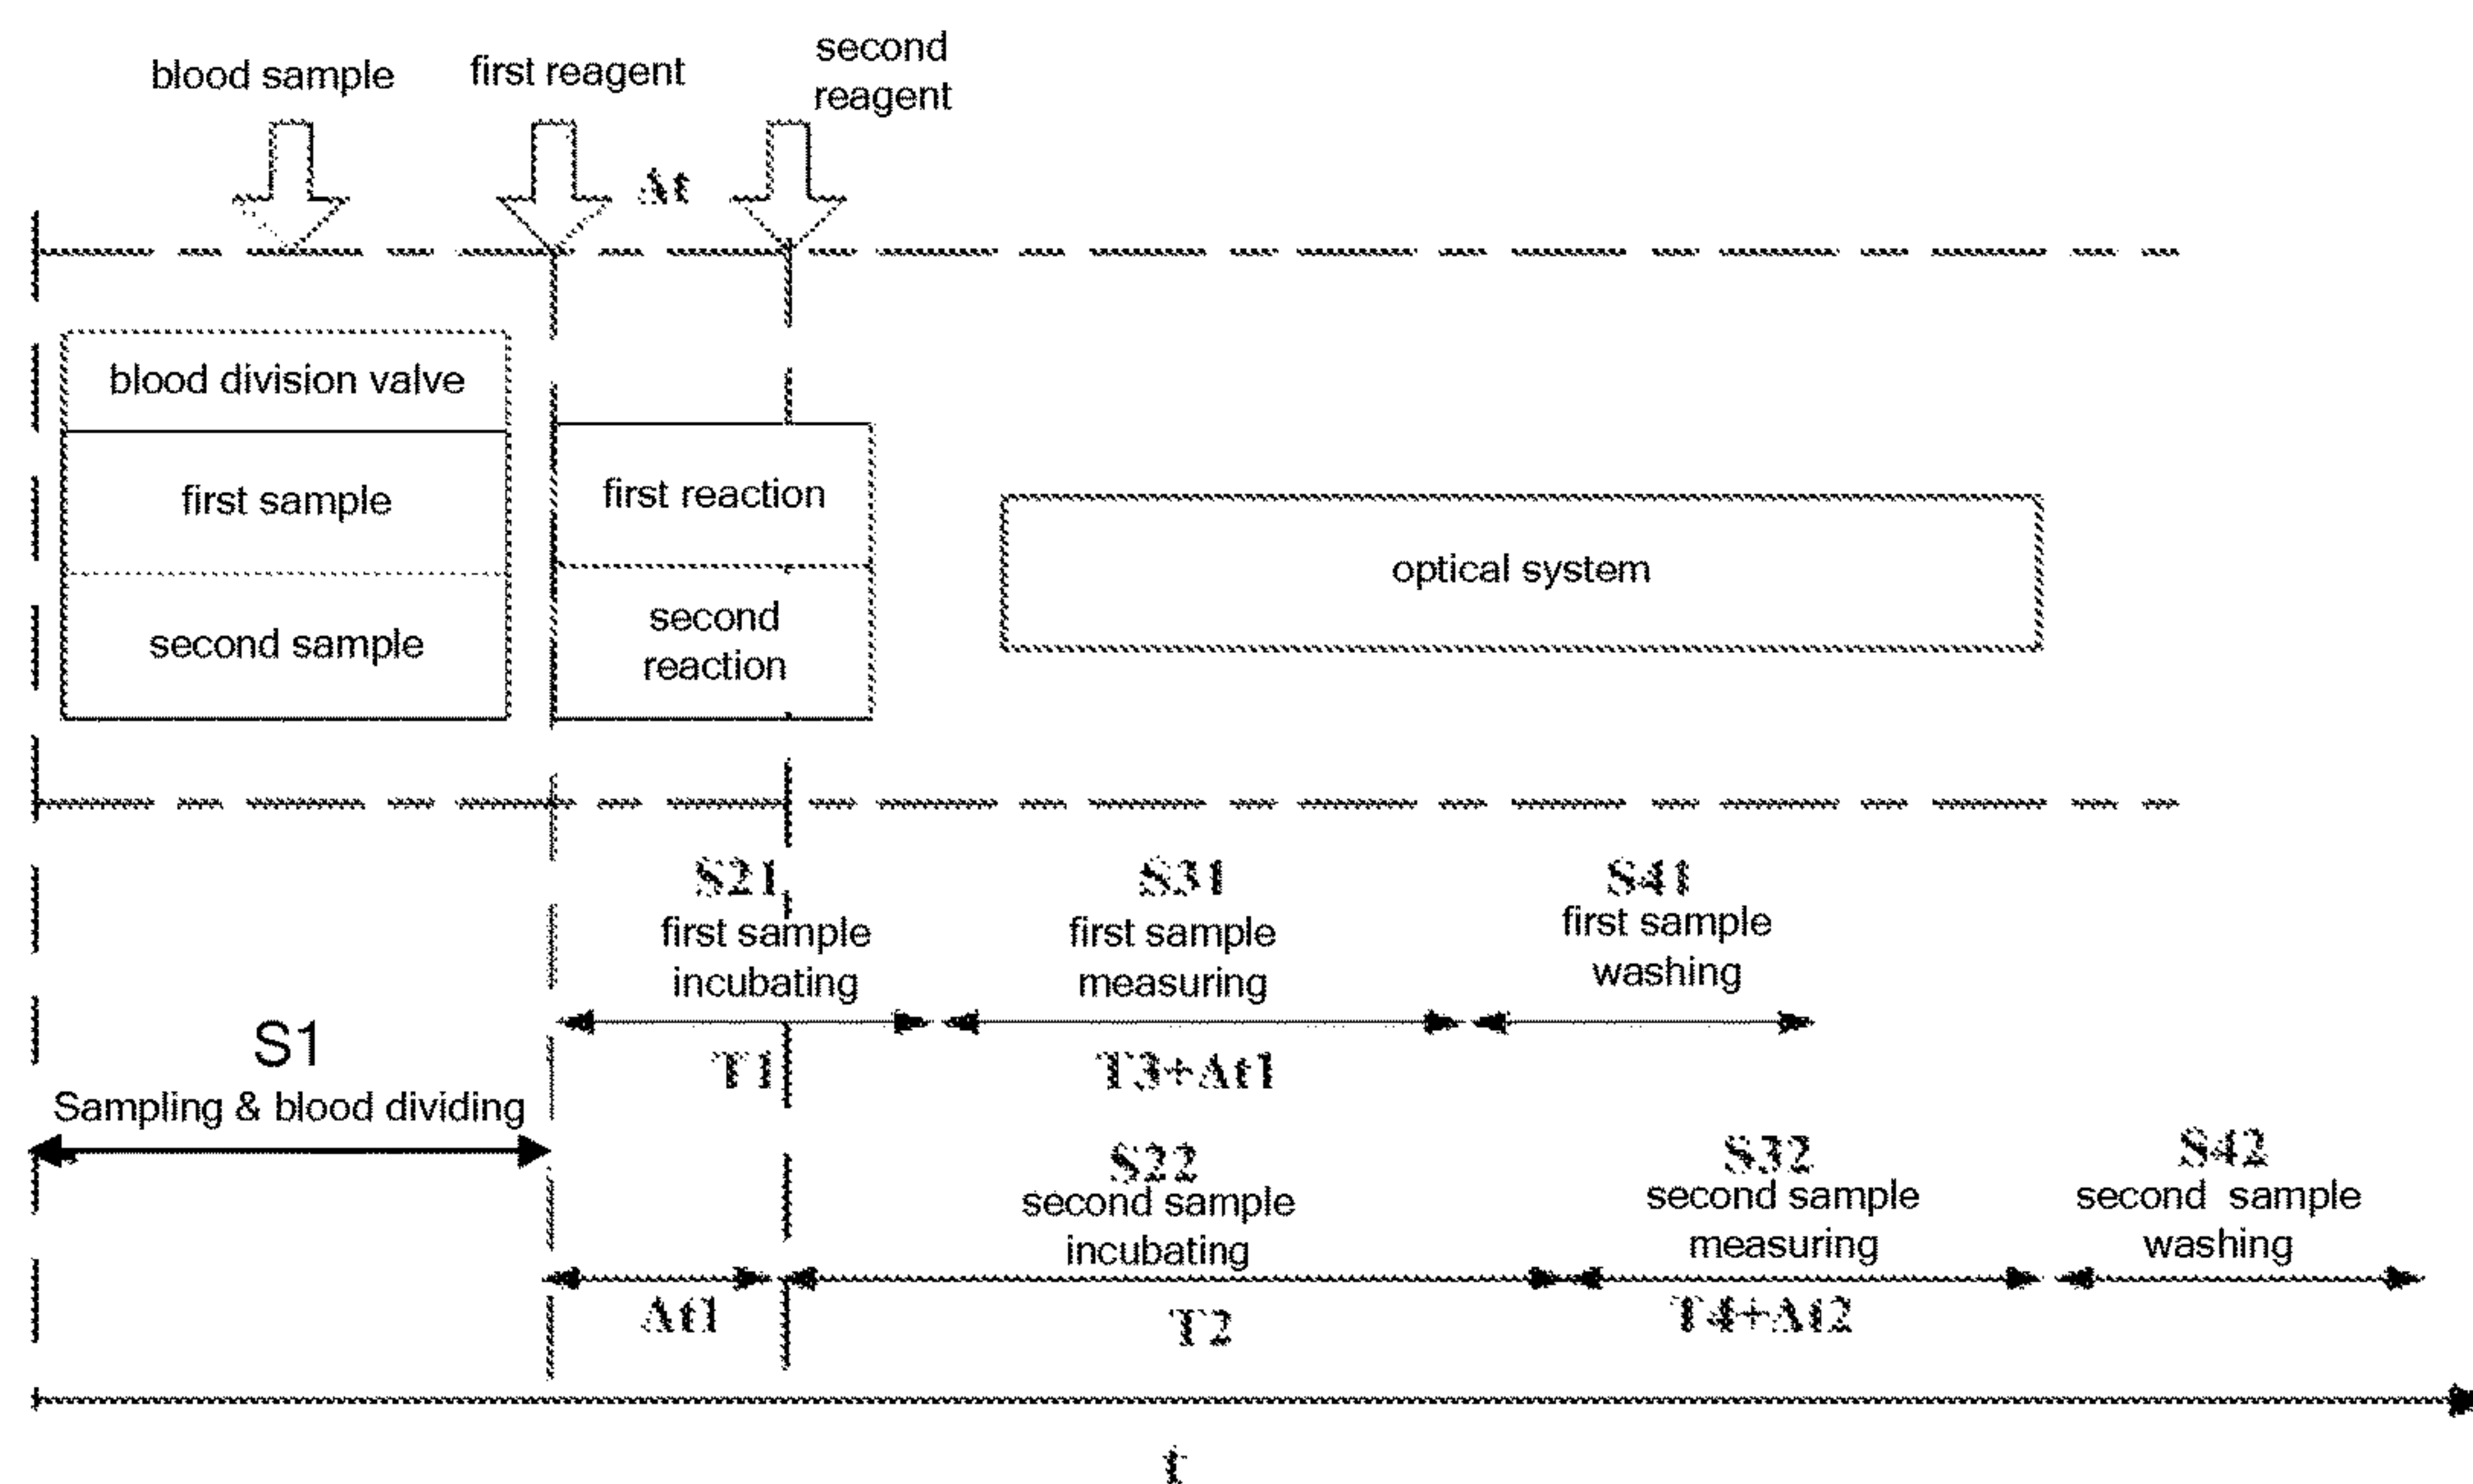 blood sample
first reagent
second
reagent
Δt
blood division valve
first sample
second sample
first reaction
second
reaction
optical system
S21
first sample
incubating
T1
S31
first sample
measuring
T3+Δt1
S41
first sample
washing
S1
Sampling & blood dividing
Δt1
S22
second sample
incubating
T2
S32
second sample
measuring
T4+Δt2
S42
second sample
washing
t